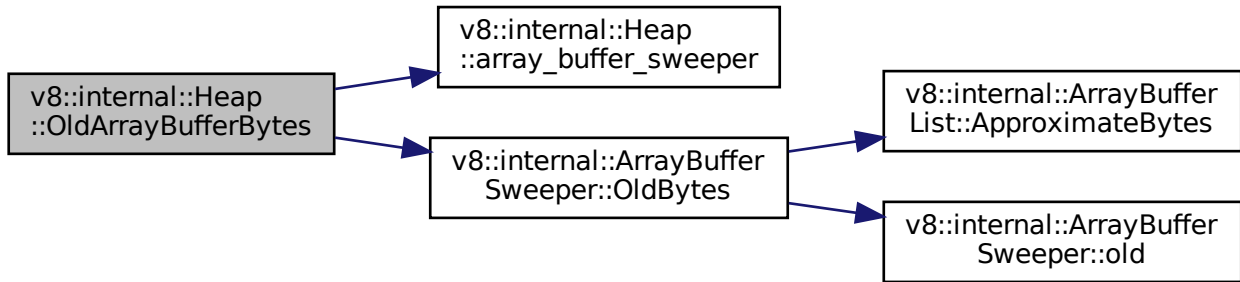 v8::internal::Heap
::OldArrayBufferBytes
v8::internal::Heap
::array_buffer_sweeper
v8::internal::ArrayBuffer
Sweeper::OldBytes
v8::internal::ArrayBuffer
List::ApproximateBytes
v8::internal::ArrayBuffer
Sweeper::old